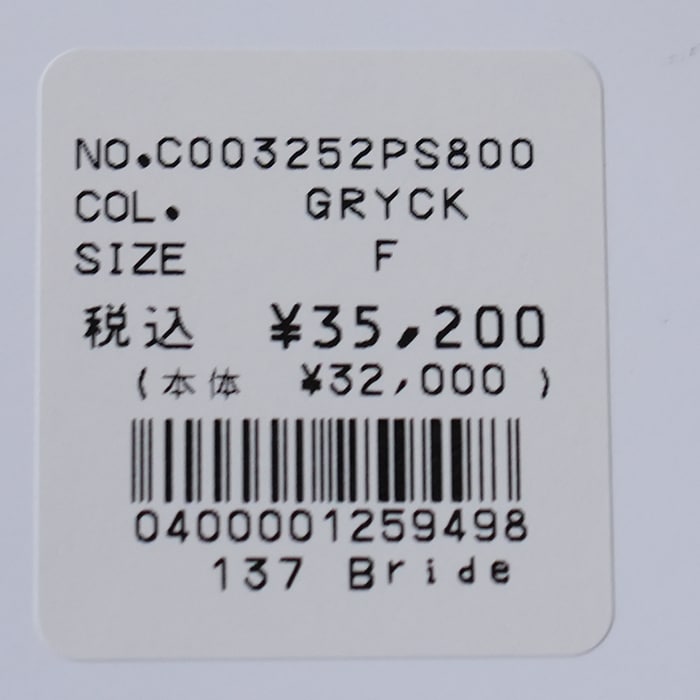 NO.C003252PS800
COL. GRYCK
SIZE F
税込 ¥35,200
(本体 ¥32,000 )
0400001259498
137 Bride